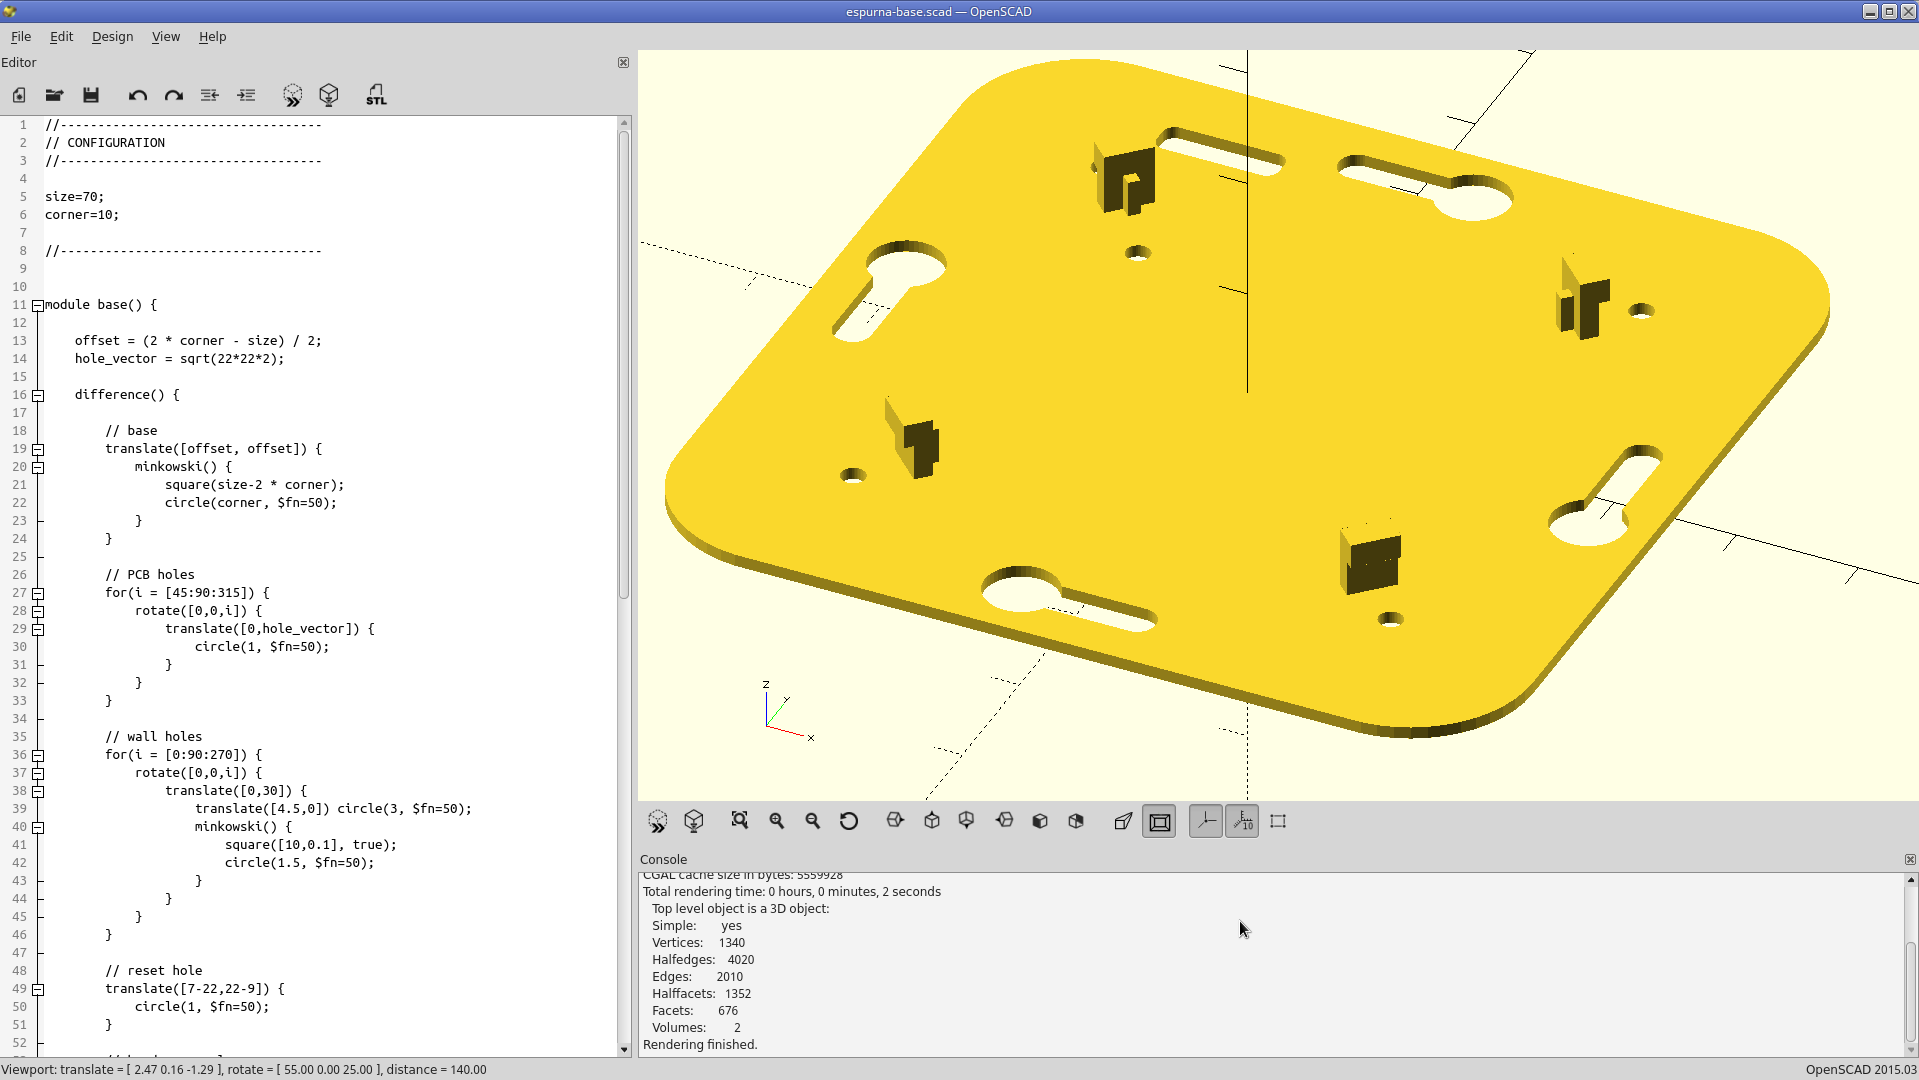 espurna-base.scad — OpenSCAD
File Edit Design View Help
Editor
STL
1 //-----------------------------------
2 // CONFIGURATION
3 //-----------------------------------
4
5 size=70;
6 corner=10;
7
8 //-----------------------------------
9
10
11 module base() {
12
13 offset = (2 * corner - size) / 2;
14 hole_vector = sqrt(22*22*2);
15
16 difference() {
17
18 // base
19 translate([offset, offset]) {
20 minkowski() {
21 square(size-2 * corner);
22 circle(corner, $fn=50);
23 }
24 }
25
26 // PCB holes
27 for(i = [45:90:315]) {
28 rotate([0,0,i]) {
29 translate([0,hole_vector]) {
30 circle(1, $fn=50);
31 }
32 }
33 }
34
35 // wall holes
36 for(i = [0:90:270]) {
37 rotate([0,0,i]) {
38 translate([0,30]) {
39 translate([4.5,0]) circle(3, $fn=50);
40 minkowski() {
41 square([10,0.1], true);
42 circle(1.5, $fn=50);
43 }
44 }
45 }
46 }
47
48 // reset hole
49 translate([7-22,22-9]) {
50 circle(1, $fn=50);
51 }
52
z
y
x
10
Console
CGAL cache size in bytes: 5559928
Total rendering time: 0 hours, 0 minutes, 2 seconds
Top level object is a 3D object:
Simple: yes
Vertices: 1340
Halfedges: 4020
Edges: 2010
Halffacets: 1352
Facets: 676
Volumes: 2
Rendering finished.
Viewport: translate = [ 2.47 0.16 -1.29 ], rotate = [ 55.00 0.00 25.00 ], distance = 140.00
OpenSCAD 2015.03